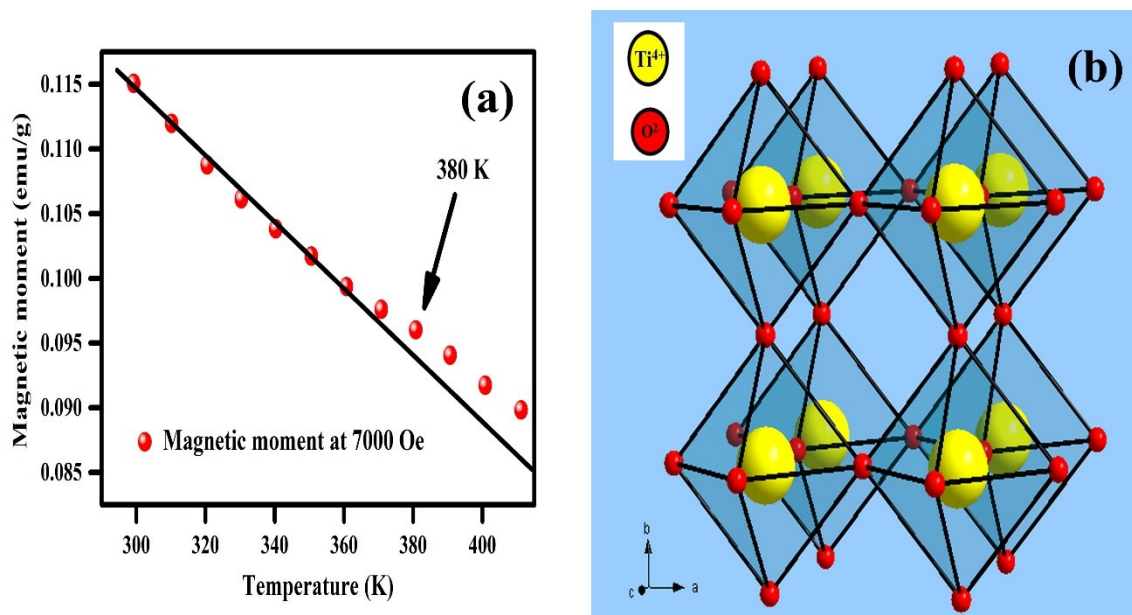 (a)
380 K
Magnetic moment (emu/g)
0.115
0.110
0.105
0.100
0.095
0.090
0.085
Magnetic moment at 7000 Oe
300
320
340
360
380
400
Temperature (K)
(b)
Ti4+
O2-
b
c
a